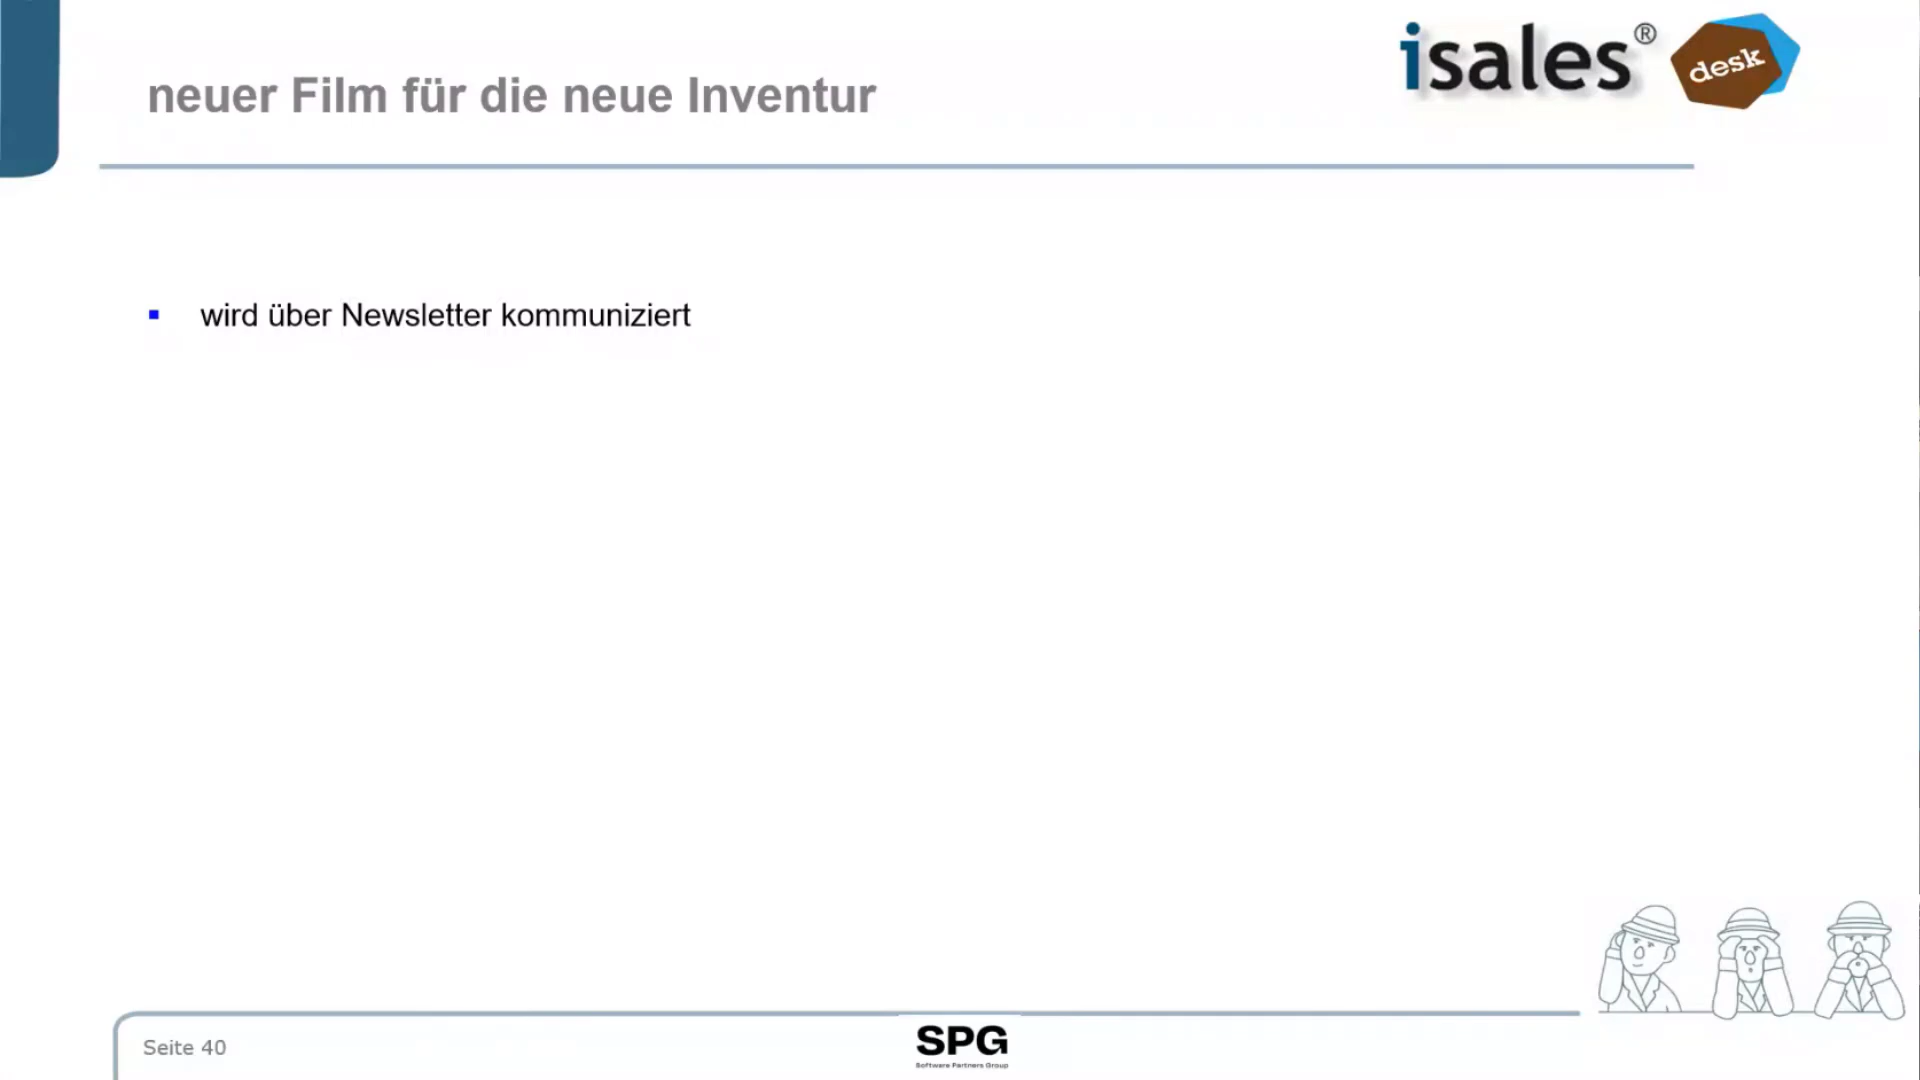 isales®
desk
neuer Film für die neue Inventur
wird über Newsletter kommuniziert
Seite 40
SPG
Software Partners Group